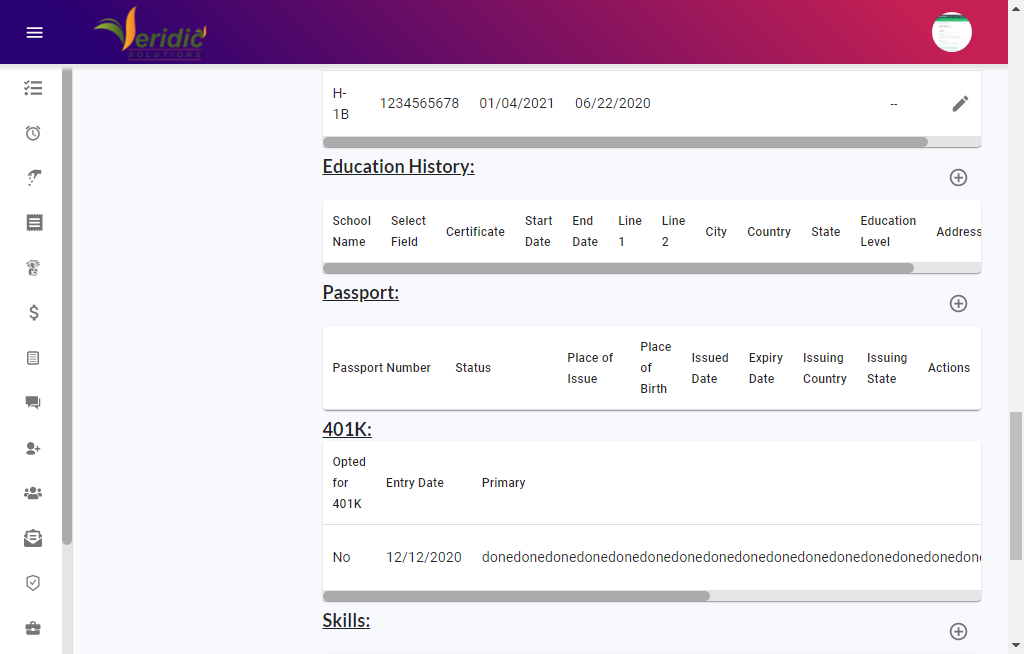 Veridic
SOLUTIONS
H-1B 1234565678 01/04/2021 06/22/2020 --
Education History:
School Name Select Field Certificate Start Date End Date Line 1 Line 2 City Country State Education Level Address
Passport:
Passport Number Status Place of Issue Place of Birth Issued Date Expiry Date Issuing Country Issuing State Actions
401K:
Opted for 401K Entry Date Primary
No 12/12/2020 donedonedonedonedonedonedonedonedonedonedonedonedonedonedonedon
Skills: